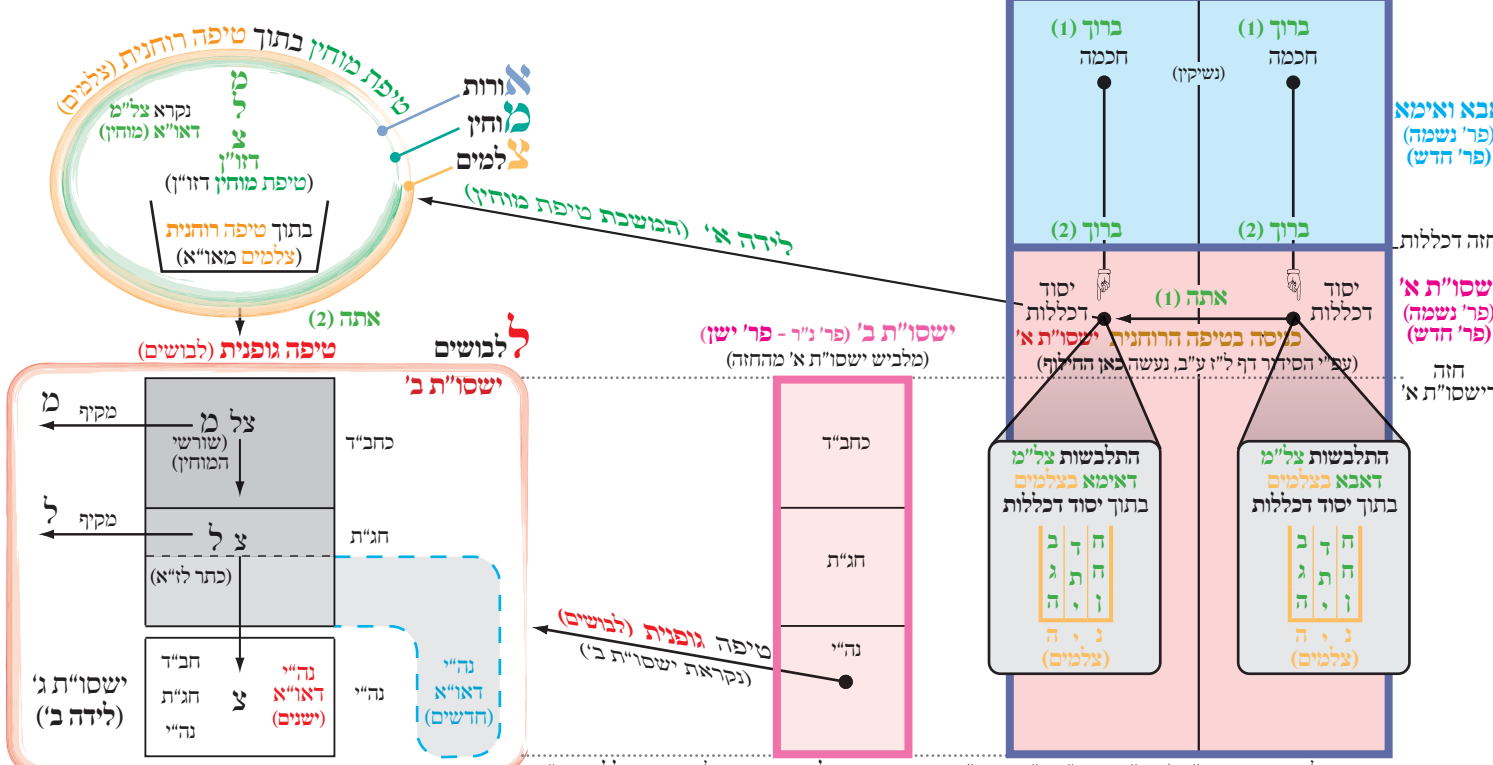 ברוך (1)
חכמה
ברוך (1)
חכמה
(נשיקין)
ברוך (2)
ברוך (2)
אבא ואימא
(פר' נשמה)
(פר' חדש)
חזה דכללות
ישסו"ת א'
(פר' נשמה)
(פר' חדש)
חזה
דישסו"ת א'
יסוד
דכללות
אתה (1)
יסוד
דכללות
כניסה בטיפה הרוחנית ישסו"ת א'
(עפ"י הסידור דף ל"ז ע"ב, נעשה כאן החילוף)
התלבשות צל"מ
דאבא בצלמים
בתוך יסוד דכללות
ח ד ב
ח ת ג
ן י ה
נ י ה
(צלמים)
התלבשות צל"מ
דאימא בצלמים
בתוך יסוד דכללות
ח ד ב
ח ת ג
ן י ה
נ י ה
(צלמים)
לידה א' (המשכת טיפת מוחין)
אורות
מוחין
צלמים
טיפת מוחין בתוך טיפה רוחנית (צלמים)
מ
ל
צ
דזו"ן
נקרא צל"מ
דאו"א (מוחין)
(טיפת מוחין דזו"ן)
בתוך טיפה רוחנית
(צלמים מאו"א)
אתה (2)
טיפה גופנית (לבושים)
ל לבושים
ישסו"ת ב'
ישסו"ת ב' (פר' נ"ר - פר' ישן)
(מלביש ישסו"ת א' מהחזה)
כחב"ד
חג"ת
נה"י
טיפה גופנית (לבושים)
(נקראת ישסו"ת ב')
כחב"ד
צל מ
(שורשי
המוחין)
מקיף
מ
חג"ת
צ ל
(כתר לז"א)
מקיף
ל
נה"י
דאו"א
(חדשים)
נה"י
נה"י
דאו"א
(ישנים)
צ
חב"ד
חג"ת
נה"י
ישסו"ת ג'
(לידה ב')